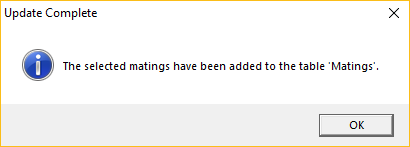 Update Complete
The selected matings have been added to the table 'Matings'.
OK